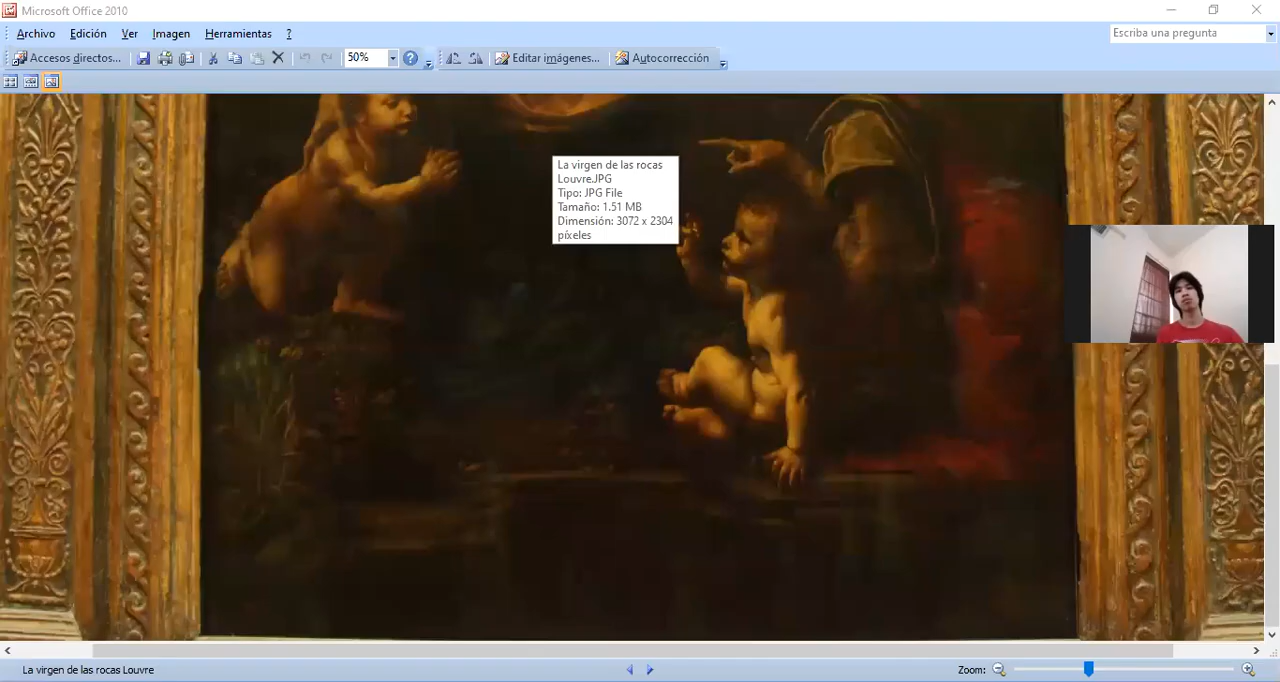 Microsoft Office 2010
Archivo Edición Ver Imagen Herramientas ?
Escriba una pregunta
Accesos directos... 50% Editar imágenes... Autocorrección
La virgen de las rocas
Louvre.JPG
Tipo: JPG File
Tamaño: 1.51 MB
Dimensión: 3072 x 2304
píxeles
La virgen de las rocas Louvre Zoom: